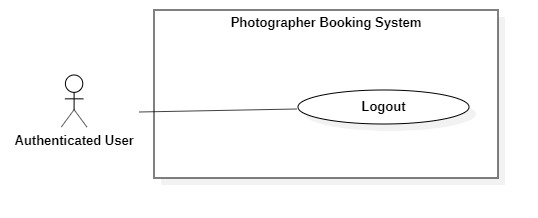 Photographer Booking System
Logout
Authenticated User